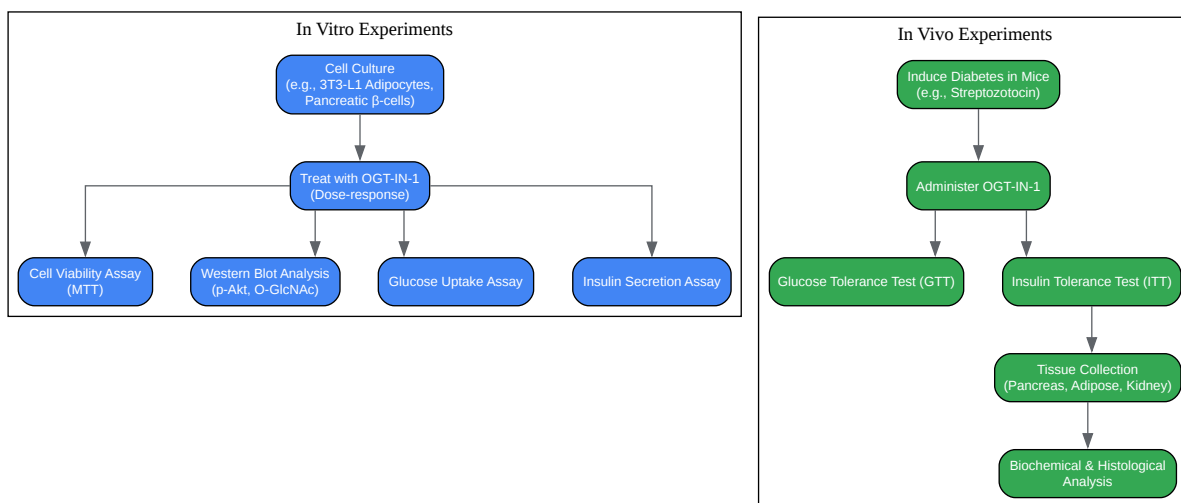 In Vitro Experiments
Cell Culture
(e.g., 3T3-L1 Adipocytes,
Pancreatic β-cells)
Treat with OGT-IN-1
(Dose-response)
Cell Viability Assay
(MTT)
Western Blot Analysis
(p-Akt, O-GlcNAc)
Glucose Uptake Assay
Insulin Secretion Assay
In Vivo Experiments
Induce Diabetes in Mice
(e.g., Streptozotocin)
Administer OGT-IN-1
Glucose Tolerance Test (GTT)
Insulin Tolerance Test (ITT)
Tissue Collection
(Pancreas, Adipose, Kidney)
Biochemical & Histological
Analysis